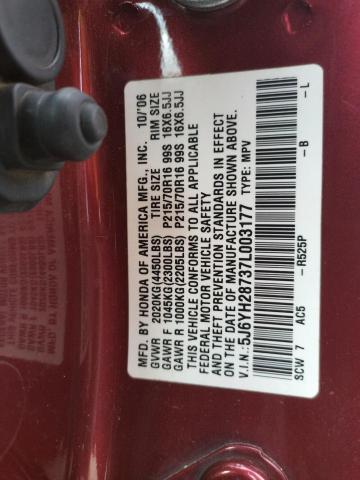 MFD. BY HONDA OF AMERICA MFG., INC. 10/'06
GVWR 2020KG(4450LBS) TIRE SIZE RIM SIZE
GAWR F 1045KG(2300LBS) P215/70R16 99S 16X6.5JJ
GAWR R 1000KG(2205LBS) P215/70R16 99S 16X6.5JJ
THIS VEHICLE CONFORMS TO ALL APPLICABLE
FEDERAL MOTOR VEHICLE SAFETY
AND THEFT PREVENTION STANDARDS IN EFFECT
ON THE DATE OF MANUFACTURE SHOWN ABOVE.
V.I.N.: 5J6YH28737L003177 TYPE: MPV
SCW 7 AC5 -R525P -B -L